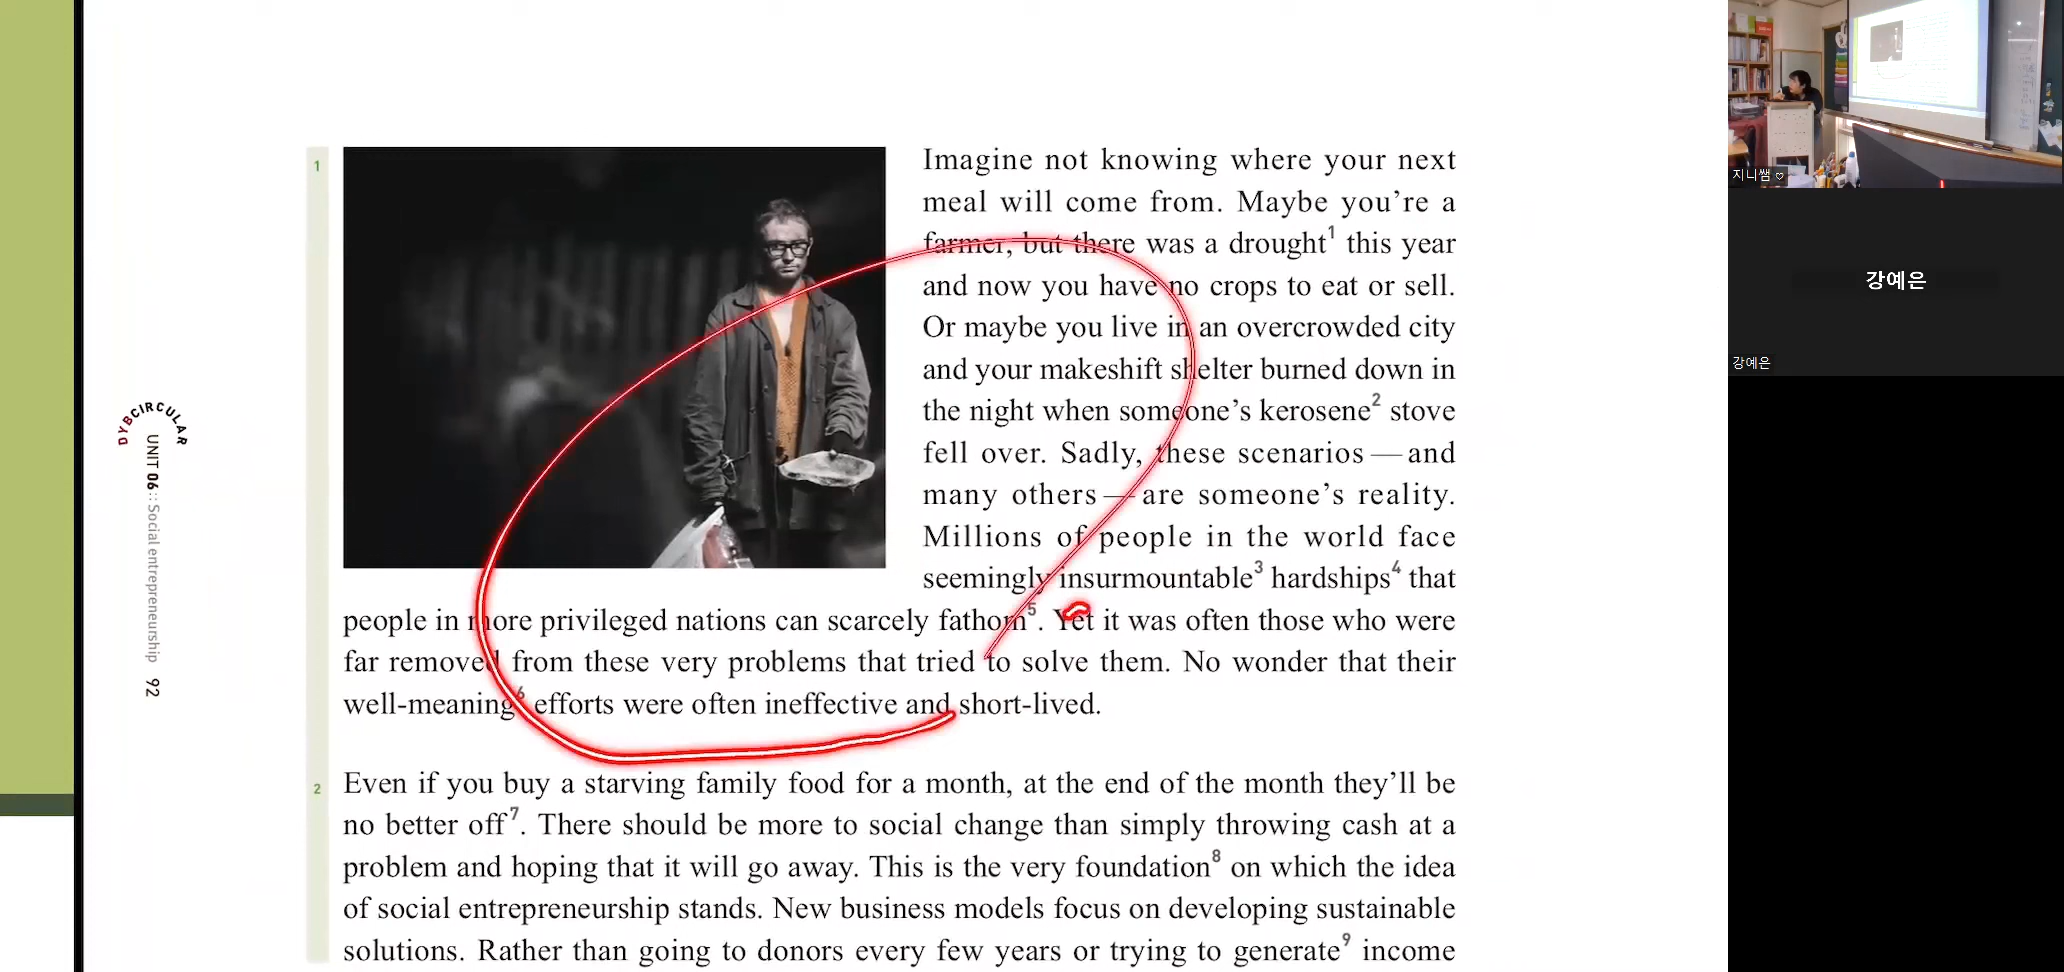 DYBCIRCULAR
UNIT 06 :: Social entrepreneurship 92
1
Imagine not knowing where your next
meal will come from. Maybe you’re a
farmer, but there was a drought1 this year
and now you have no crops to eat or sell.
Or maybe you live in an overcrowded city
and your makeshift shelter burned down in
the night when someone’s kerosene2 stove
fell over. Sadly, these scenarios — and
many others — are someone’s reality.
Millions of people in the world face
seemingly insurmountable3 hardships4 that
people in more privileged nations can scarcely fathom5. Yet it was often those who were
far removed from these very problems that tried to solve them. No wonder that their
well-meaning6 efforts were often ineffective and short-lived.
2
Even if you buy a starving family food for a month, at the end of the month they’ll be
no better off7. There should be more to social change than simply throwing cash at a
problem and hoping that it will go away. This is the very foundation8 on which the idea
of social entrepreneurship stands. New business models focus on developing sustainable
solutions. Rather than going to donors every few years or trying to generate9 income
지니쌤 ♡
강예은
강예은